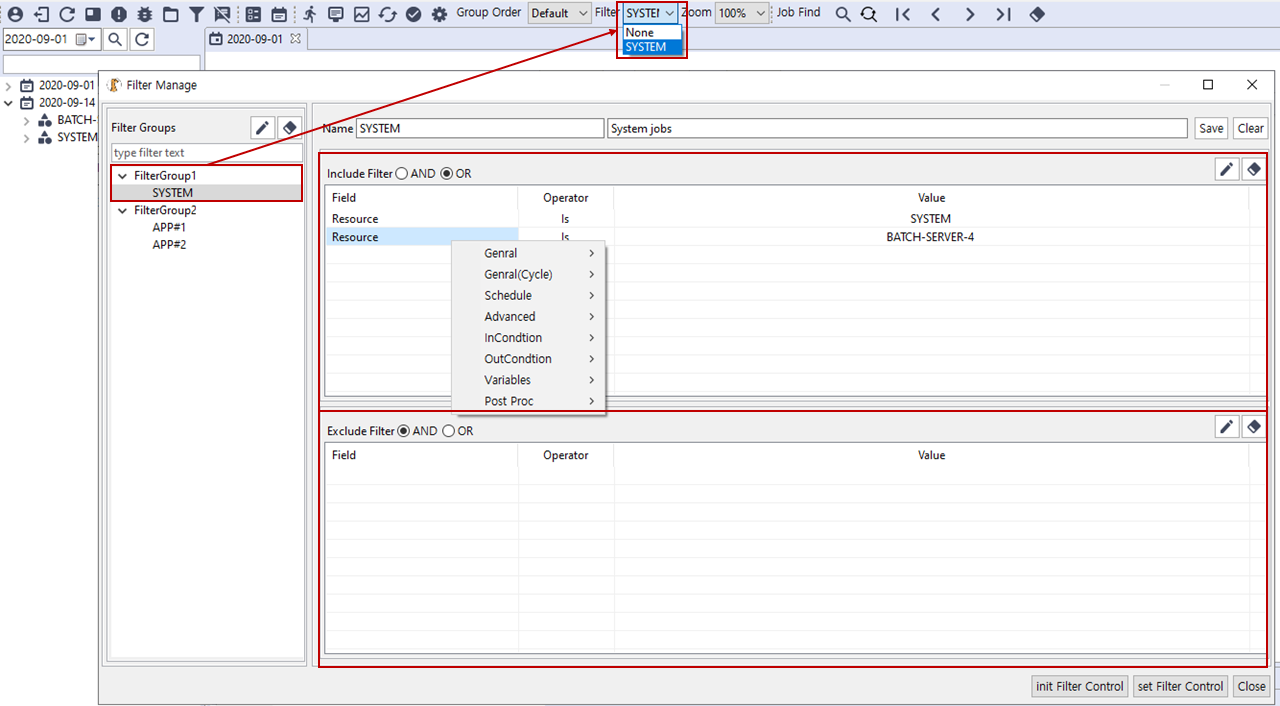 Group Order Default Filter SYSTEM Zoom 100% Job Find
None
SYSTEM
2020-09-01
2020-09-01
2020-09-01
2020-09-14
BATCH-
SYSTEM
Filter Manage
Filter Groups
type filter text
FilterGroup1
SYSTEM
FilterGroup2
APP#1
APP#2
Name SYSTEM System jobs Save Clear
Include Filter AND OR
Field Operator Value
Resource Is SYSTEM
Resource Is BATCH-SERVER-4
Genral
Genral(Cycle)
Schedule
Advanced
InCondtion
OutCondtion
Variables
Post Proc
Exclude Filter AND OR
Field Operator Value
init Filter Control set Filter Control Close